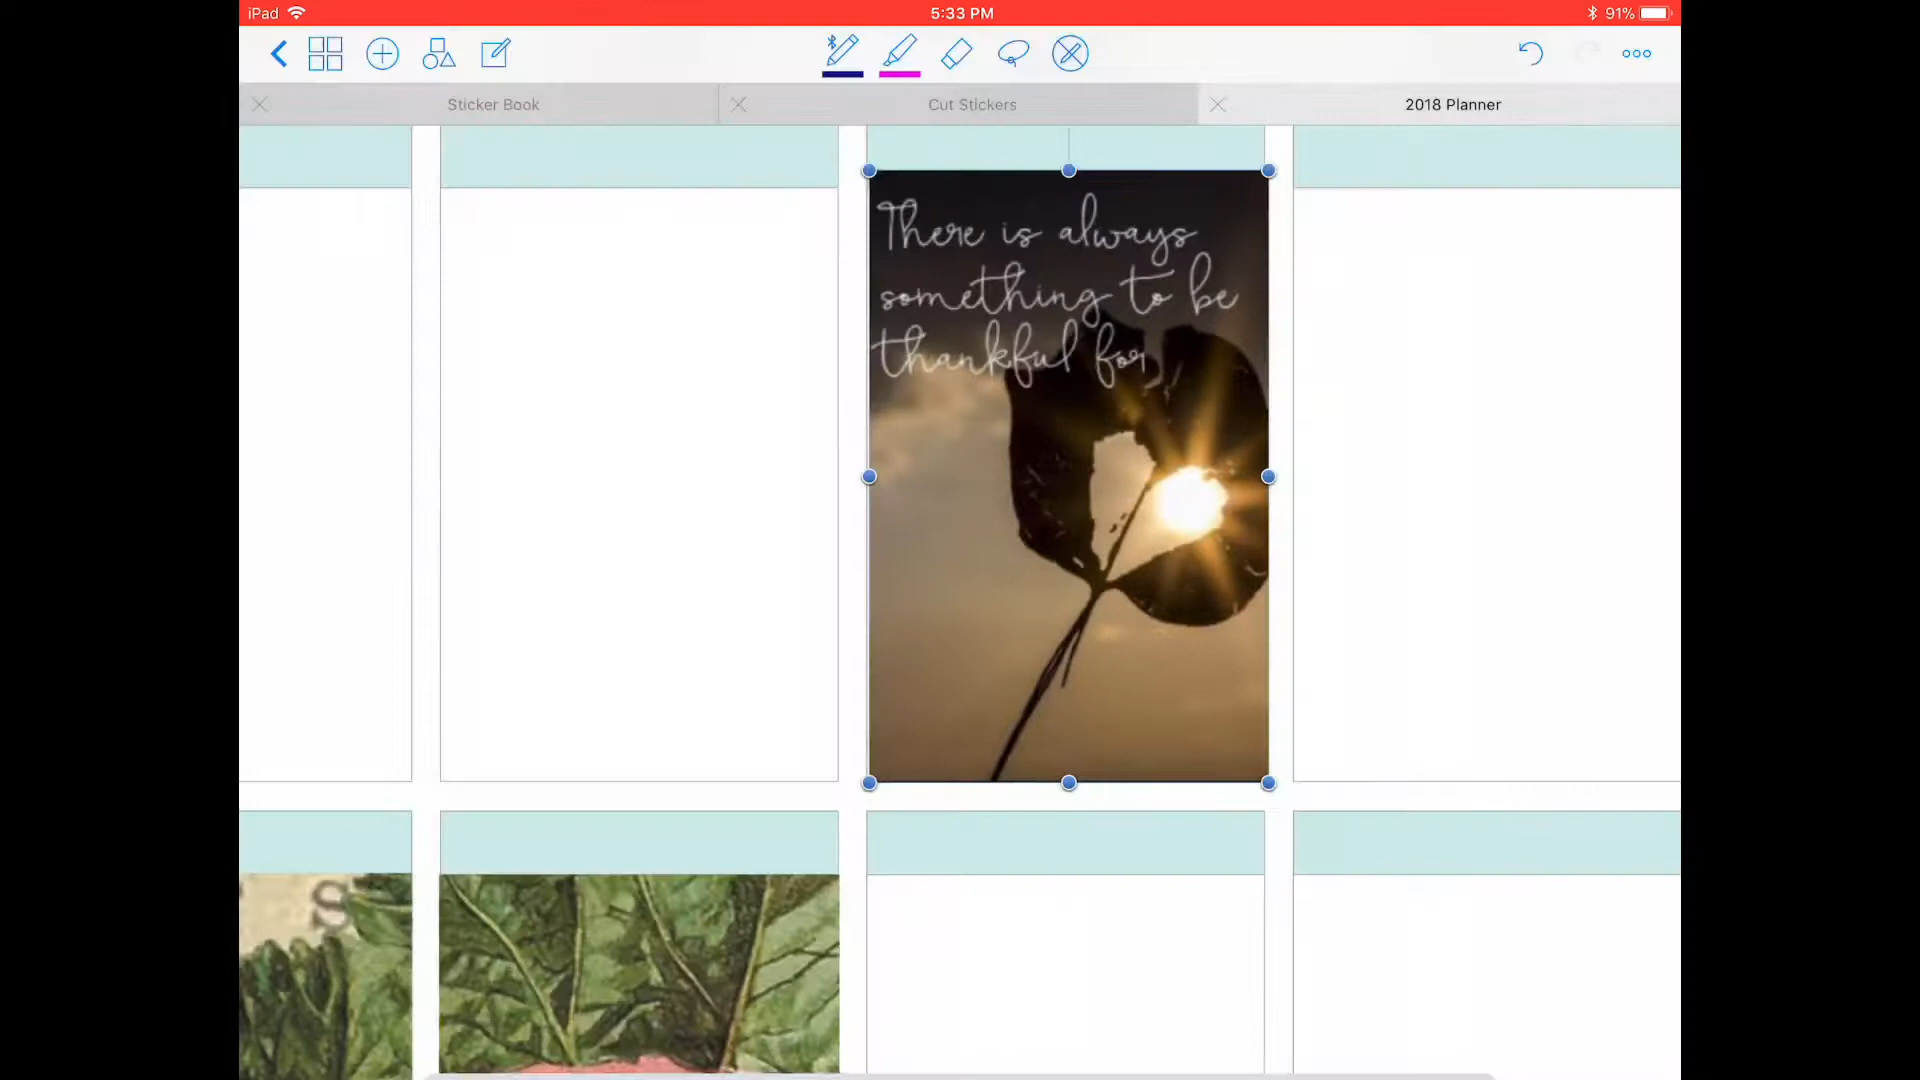 iPad
5:33 PM
91%
Sticker Book
Cut Stickers
2018 Planner
There is always
something to be
thankful for
S